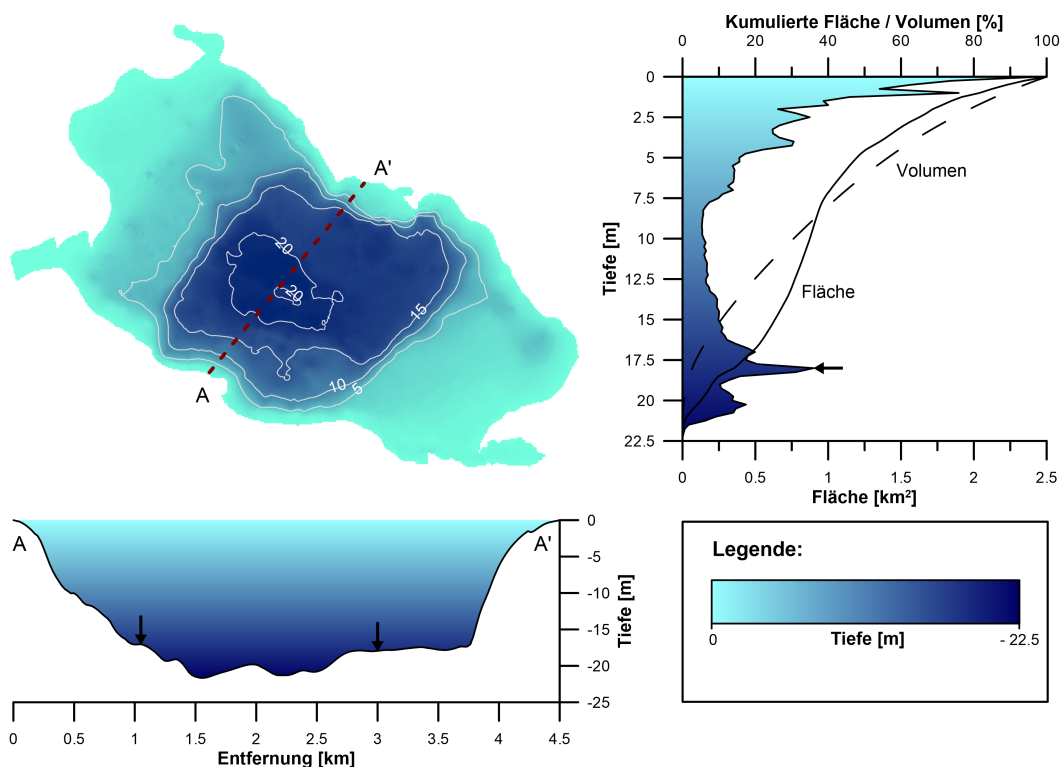 A'
20
20
15
10
5
A
Kumulierte Fläche / Volumen [%]
0 20 40 60 80 100
0
2.5
5
7.5
10
12.5
15
17.5
20
22.5
Tiefe [m]
Volumen
Fläche
0 0.5 1 1.5 2 2.5
Fläche [km²]
A A'
0
-5
-10
-15
-20
-25
Tiefe [m]
0 0.5 1 1.5 2 2.5 3 3.5 4 4.5
Entfernung [km]
Legende:
0 Tiefe [m] - 22.5